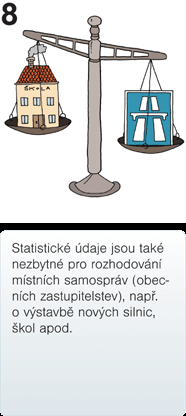 8
ŠKOLA
Statistické údaje jsou také
nezbytné pro rozhodování
místních samospráv (obec-
ních zastupitelstev), např.
o výstavbě nových silnic,
škol apod.